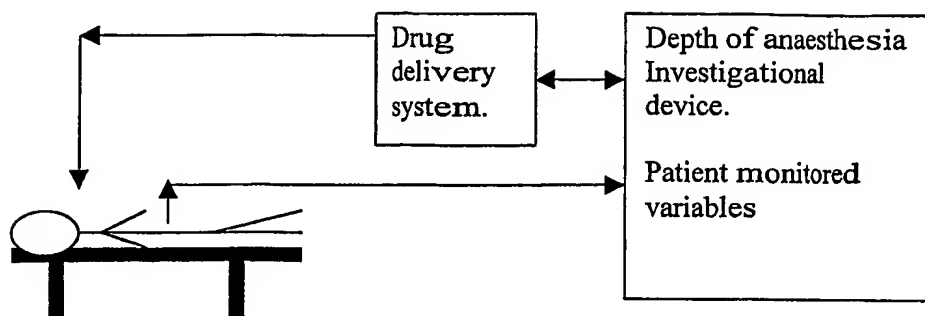 Drug
delivery
system.
Depth of anaesthesia
Investigational
device.
Patient monitored
variables